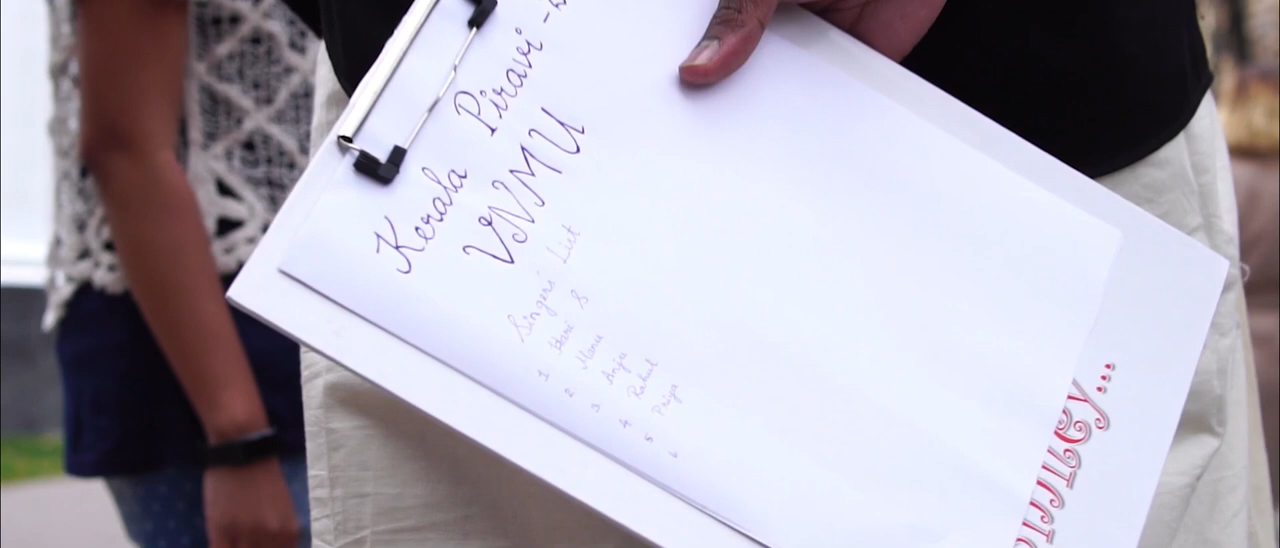 Kerala Piravi -
VNMU
Singers List
1 Hari S
2 Manu
3 Anju
4 Rahul
5 Priya
6